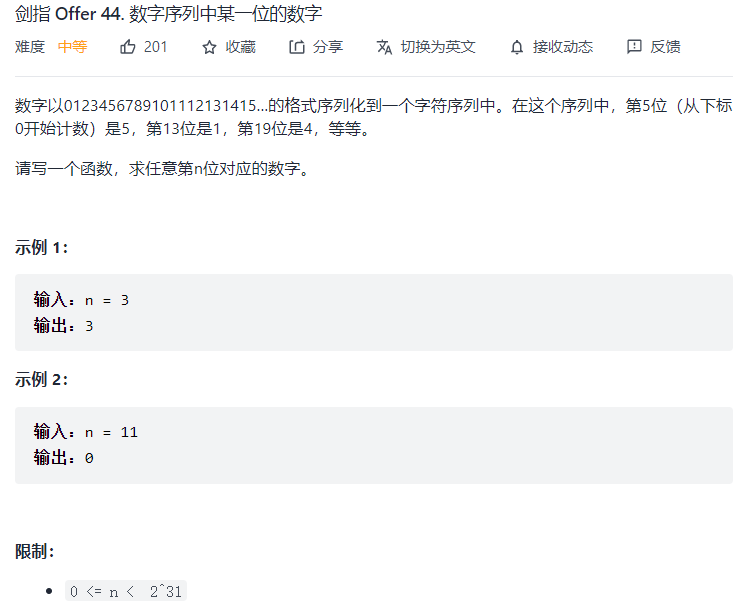 剑指 Offer 44. 数字序列中某一位的数字
难度 中等 201 收藏 分享 切换为英文 接收动态 反馈
数字以0123456789101112131415…的格式序列化到一个字符序列中。在这个序列中，第5位（从下标
0开始计数）是5，第13位是1，第19位是4，等等。
请写一个函数，求任意第n位对应的数字。
示例 1：
输入：n = 3
输出：3
示例 2：
输入：n = 11
输出：0
限制：
• 0 <= n < 2^31